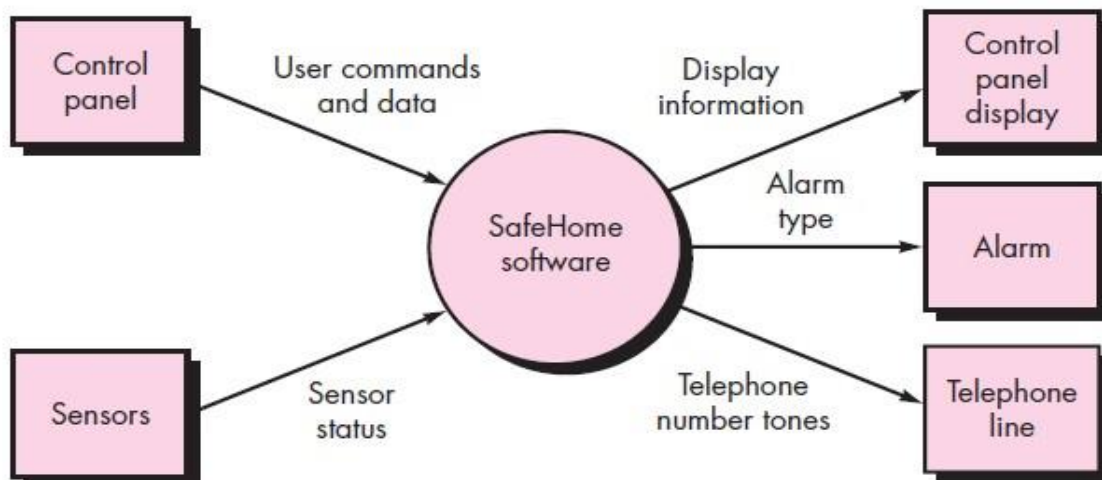 Control
panel
User commands
and data
Display
information
Control
panel
display
SafeHome
software
Alarm
type
Alarm
Sensors
Sensor
status
Telephone
number tones
Telephone
line